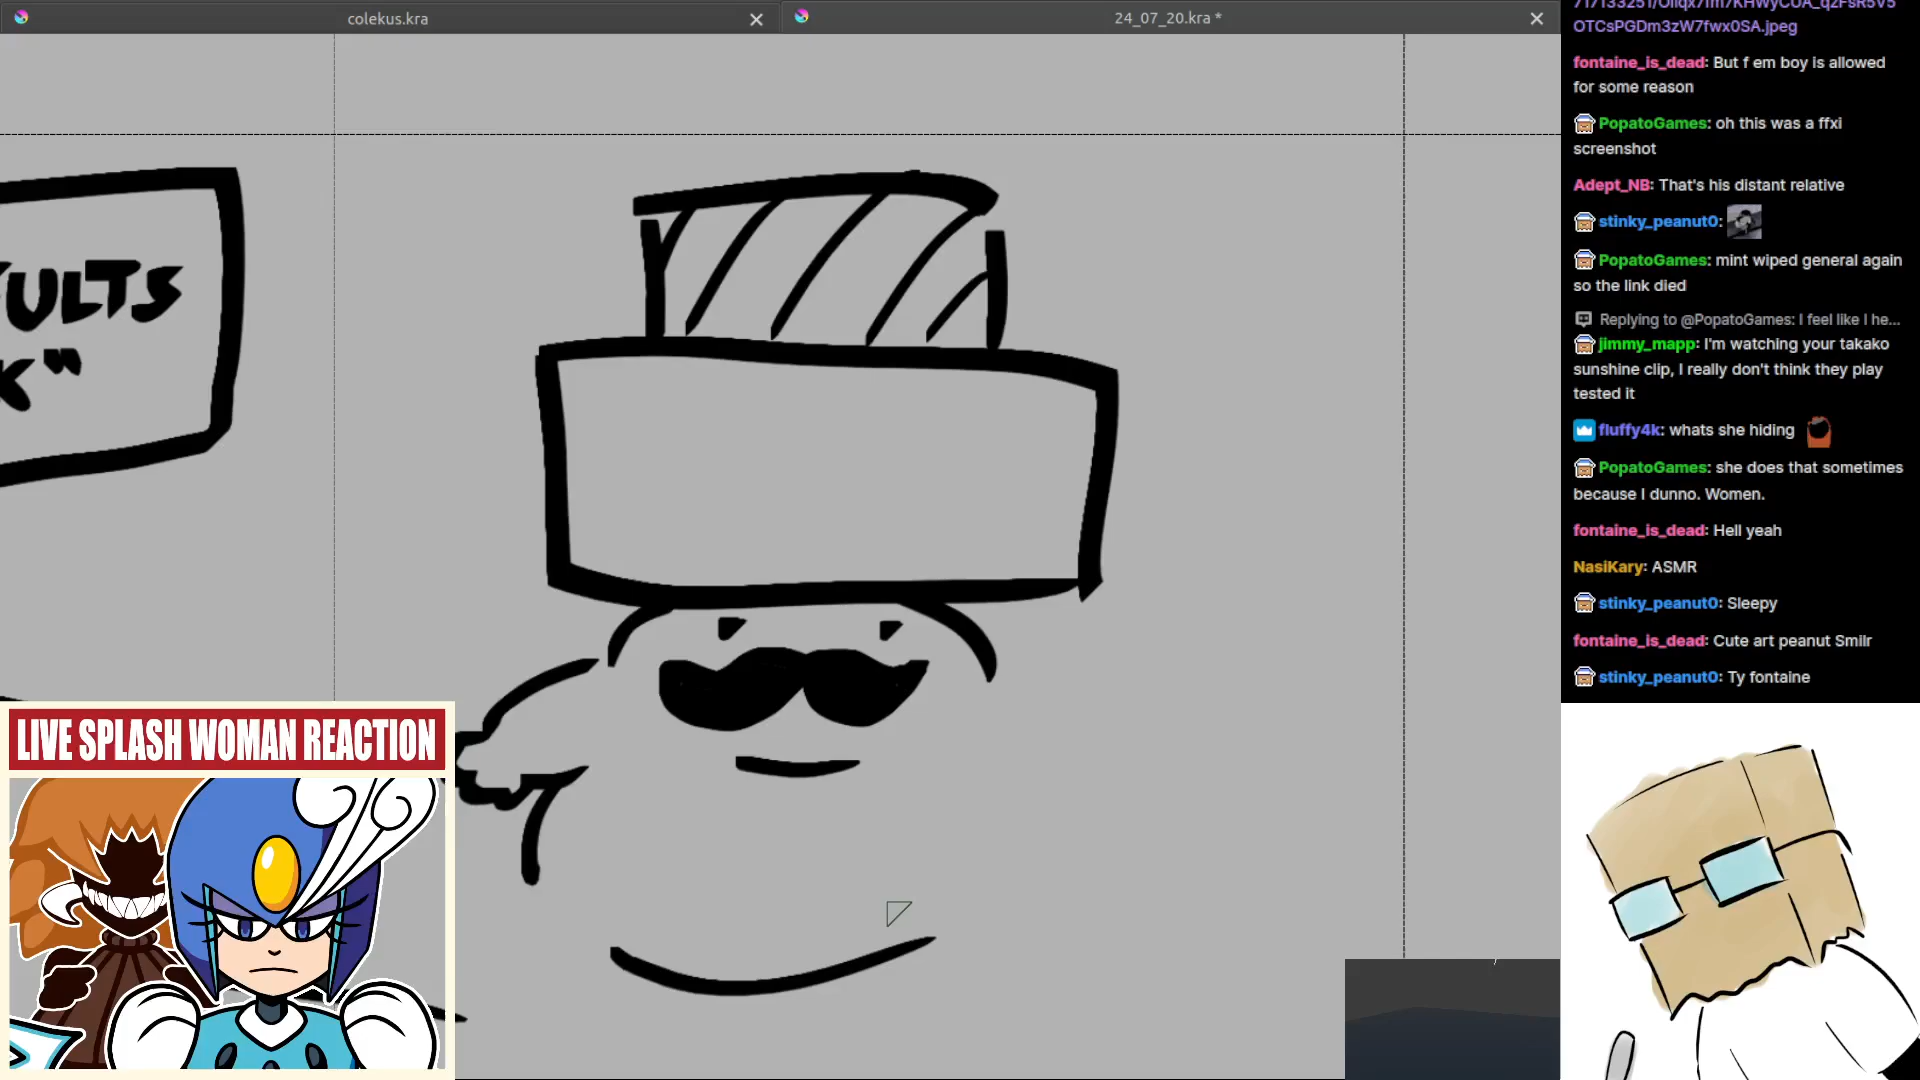 colekus.kra
24_07_20.kra *
ULTS
K"
OTCsPGDm3zW7fwx0SA.jpeg
fontaine_is_dead: But f em boy is allowed
for some reason
PopatoGames: oh this was a ffxi
screenshot
Adept_NB: That's his distant relative
stinky_peanut0:
PopatoGames: mint wiped general again
so the link died
Replying to @PopatoGames: I feel like I he...
jimmy_mapp: I'm watching your takako
sunshine clip, I really don't think they play
tested it
fluffy4k: whats she hiding
PopatoGames: she does that sometimes
because I dunno. Women.
fontaine_is_dead: Hell yeah
NasiKary: ASMR
stinky_peanut0: Sleepy
fontaine_is_dead: Cute art peanut Smilr
stinky_peanut0: Ty fontaine
LIVE SPLASH WOMAN REACTION